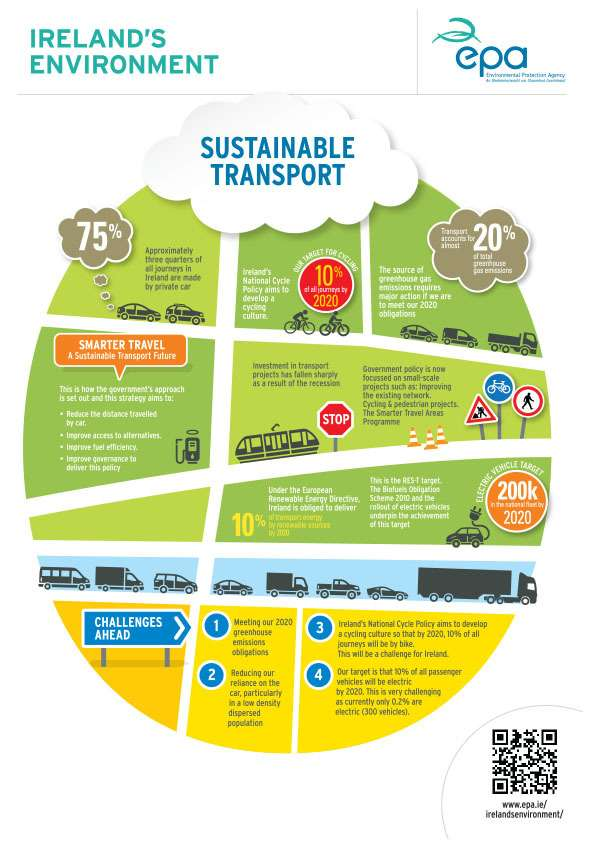 IRELAND'S
ENVIRONMENT
epa
Environmental Protection Agency
SUSTAINABLE
TRANSPORT
75%
Approximately
three quarters of
all journeys in
Ireland are made
by private car
Ireland's
National Cycle
Policy aims to
develop a
cycling
culture.
OUR TARGET FOR CYCLING
10%
of all journeys by
2020
The source of
greenhouse gas
emissions requires
major action if we are
to meet our 2020
obligations
Transport
accounts for
almost
20%
of total
greenhouse
gas emissions
SMARTER TRAVEL
A Sustainable Transport Future
This is how the government's approach
is set out and this strategy aims to:
• Reduce the distance travelled
by car.
• Improve access to alternatives.
• Improve fuel efficiency.
• Improve governance to
deliver this policy
Investment in transport
projects has fallen sharply
as a result of the recession
STOP
Government policy is now
focussed on small-scale
projects such as: Improving
the existing network.
Cycling & pedestrian projects.
The Smarter Travel Areas
Programme
Under the European
Renewable Energy Directive,
Ireland is obliged to deliver
10%
of transport energy
by renewable sources
by 2020
This is the RES-T target.
The Biofuels Obligation
Scheme 2010 and the
rollout of electric vehicles
underpin the achievement
of this target
ELECTRIC VEHICLE TARGET
200k
in the national fleet by
2020
CHALLENGES
AHEAD
1
Meeting our 2020
greenhouse
emissions
obligations
2
Reducing our
reliance on the
car, particularly
in a low density
dispersed
population
3
Ireland's National Cycle Policy aims to develop
a cycling culture so that by 2020, 10% of all
journeys will be by bike.
This will be a challenge for Ireland.
4
Our target is that 10% of all passenger
vehicles will be electric
by 2020. This is very challenging
as currently only 0.2% are
electric (300 vehicles).
www.epa.ie/
irelandsenvironment/